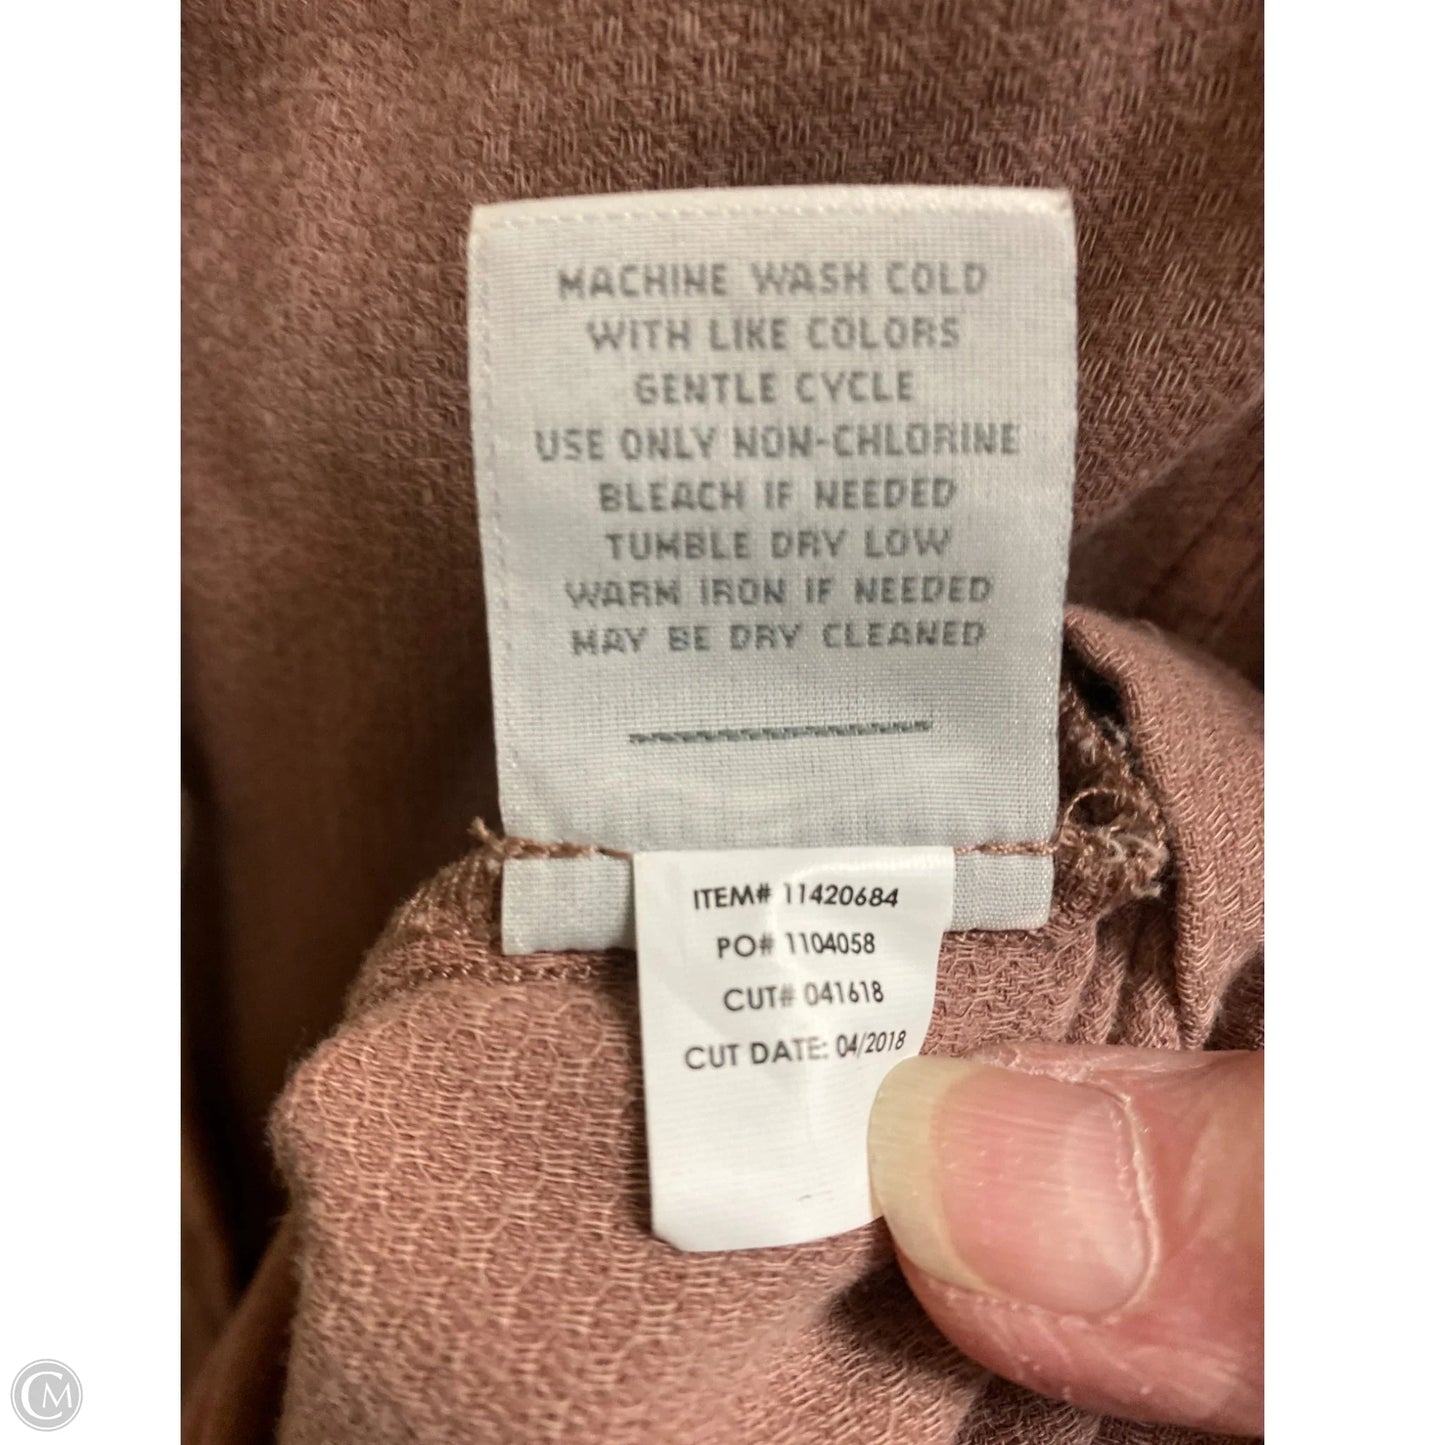 MACHINE WASH COLD
WITH LIKE COLORS
GENTLE CYCLE
USE ONLY NON-CHLORINE
BLEACH IF NEEDED
TUMBLE DRY LOW
WARM IRON IF NEEDED
MAY BE DRY CLEANED
ITEM# 11420684
PO# 1104058
CUT# 041618
CUT DATE: 04/2018
CM